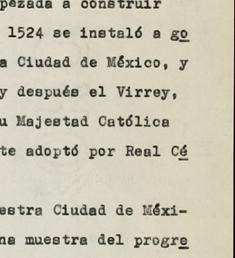 pezada a construir
1524 se instaló a go
a Ciudad de México, y
y después el Virrey,
u Majestad Católica
te adoptó por Real Cé
estra Ciudad de Méxi-
na muestra del progre